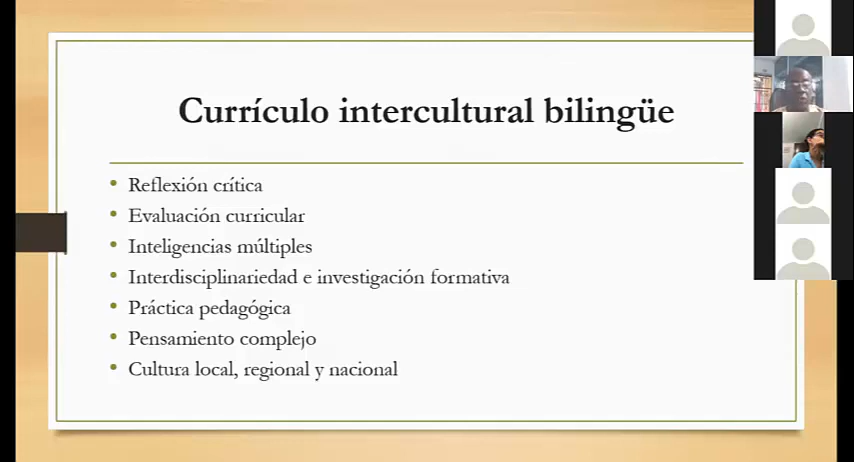 Currículo intercultural bilingüe
• Reflexión crítica
• Evaluación curricular
• Inteligencias múltiples
• Interdisciplinariedad e investigación formativa
• Práctica pedagógica
• Pensamiento complejo
• Cultura local, regional y nacional